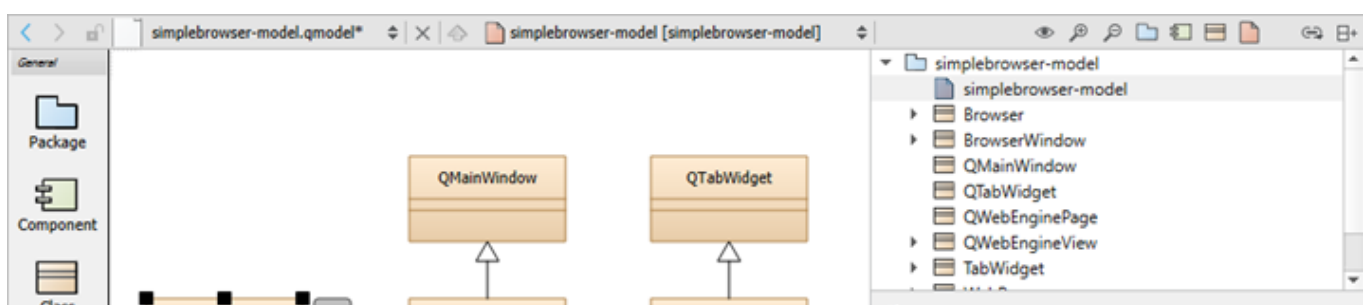 simplebrowser-model.qmodel*
simplebrowser-model [simplebrowser-model]
General
Package
Component
Class
QMainWindow
QTabWidget
simplebrowser-model
simplebrowser-model
Browser
BrowserWindow
QMainWindow
QTabWidget
QWebEnginePage
QWebEngineView
TabWidget